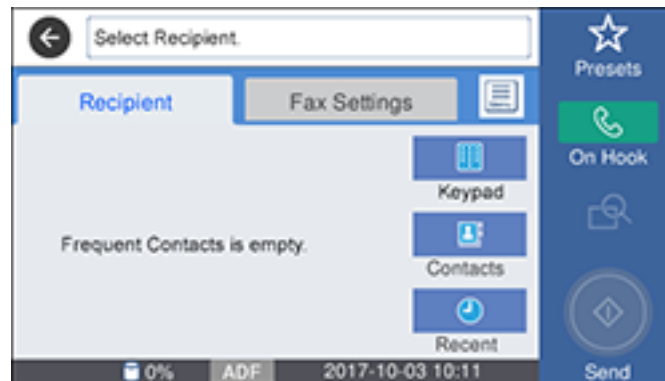 Select Recipient.
Presets
Recipient
Fax Settings
On Hook
Keypad
Frequent Contacts is empty.
Contacts
Recent
0%
ADF
2017-10-03 10:11
Send